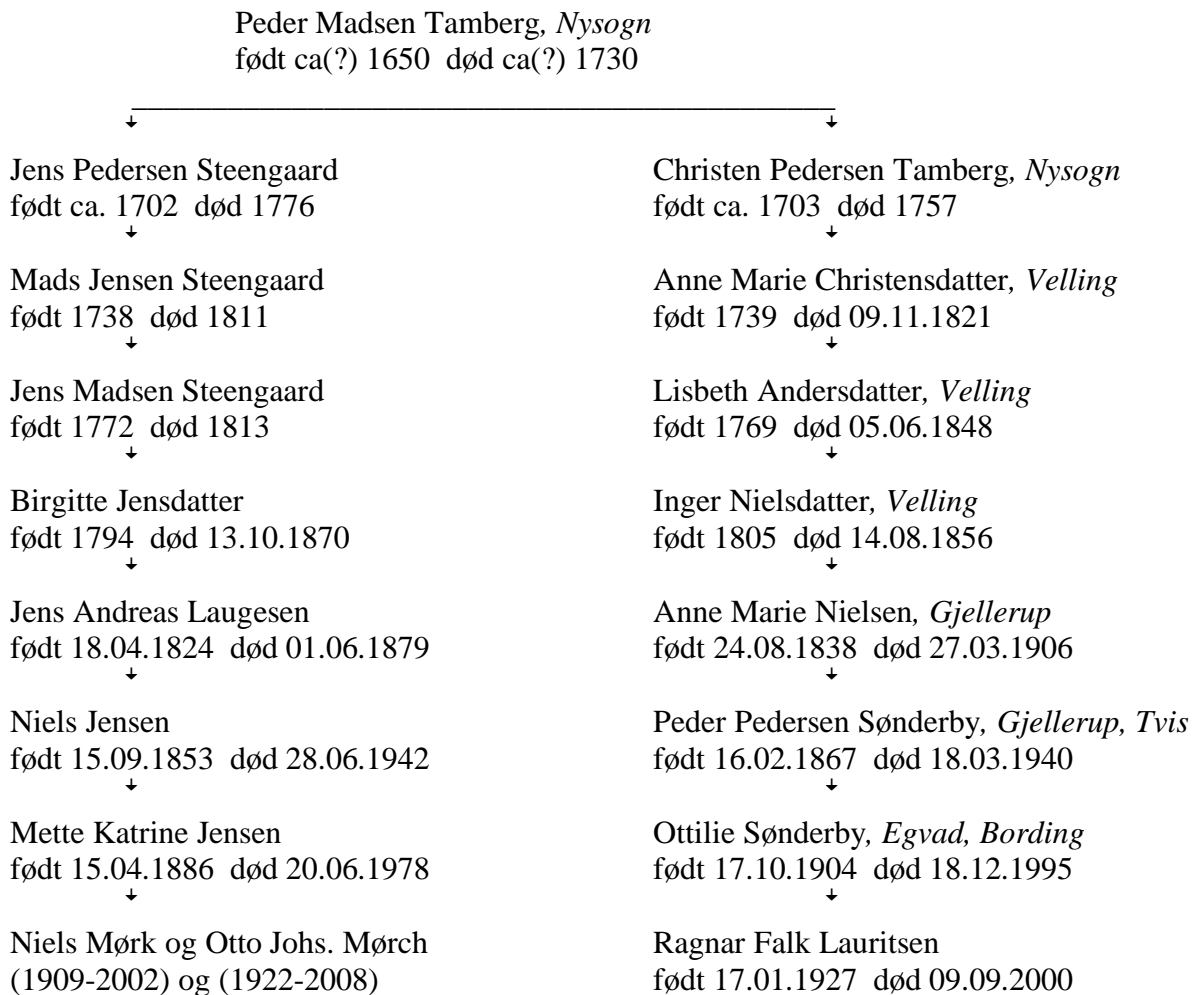 Peder Madsen Tamberg, Nysogn
født ca(?) 1650 død ca(?) 1730
Jens Pedersen Steengaard
født ca. 1702 død 1776
Mads Jensen Steengaard
født 1738 død 1811
Jens Madsen Steengaard
født 1772 død 1813
Birgitte Jensdatter
født 1794 død 13.10.1870
Jens Andreas Laugesen
født 18.04.1824 død 01.06.1879
Niels Jensen
født 15.09.1853 død 28.06.1942
Mette Katrine Jensen
født 15.04.1886 død 20.06.1978
Niels Mørk og Otto Johs. Mørch
(1909-2002) og (1922-2008)
Christen Pedersen Tamberg, Nysogn
født ca. 1703 død 1757
Anne Marie Christensdatter, Velling
født 1739 død 09.11.1821
Lisbeth Andersdatter, Velling
født 1769 død 05.06.1848
Inger Nielsdatter, Velling
født 1805 død 14.08.1856
Anne Marie Nielsen, Gjellerup
født 24.08.1838 død 27.03.1906
Peder Pedersen Sønderby, Gjellerup, Tvis
født 16.02.1867 død 18.03.1940
Ottilie Sønderby, Egvad, Bording
født 17.10.1904 død 18.12.1995
Ragnar Falk Lauritsen
født 17.01.1927 død 09.09.2000